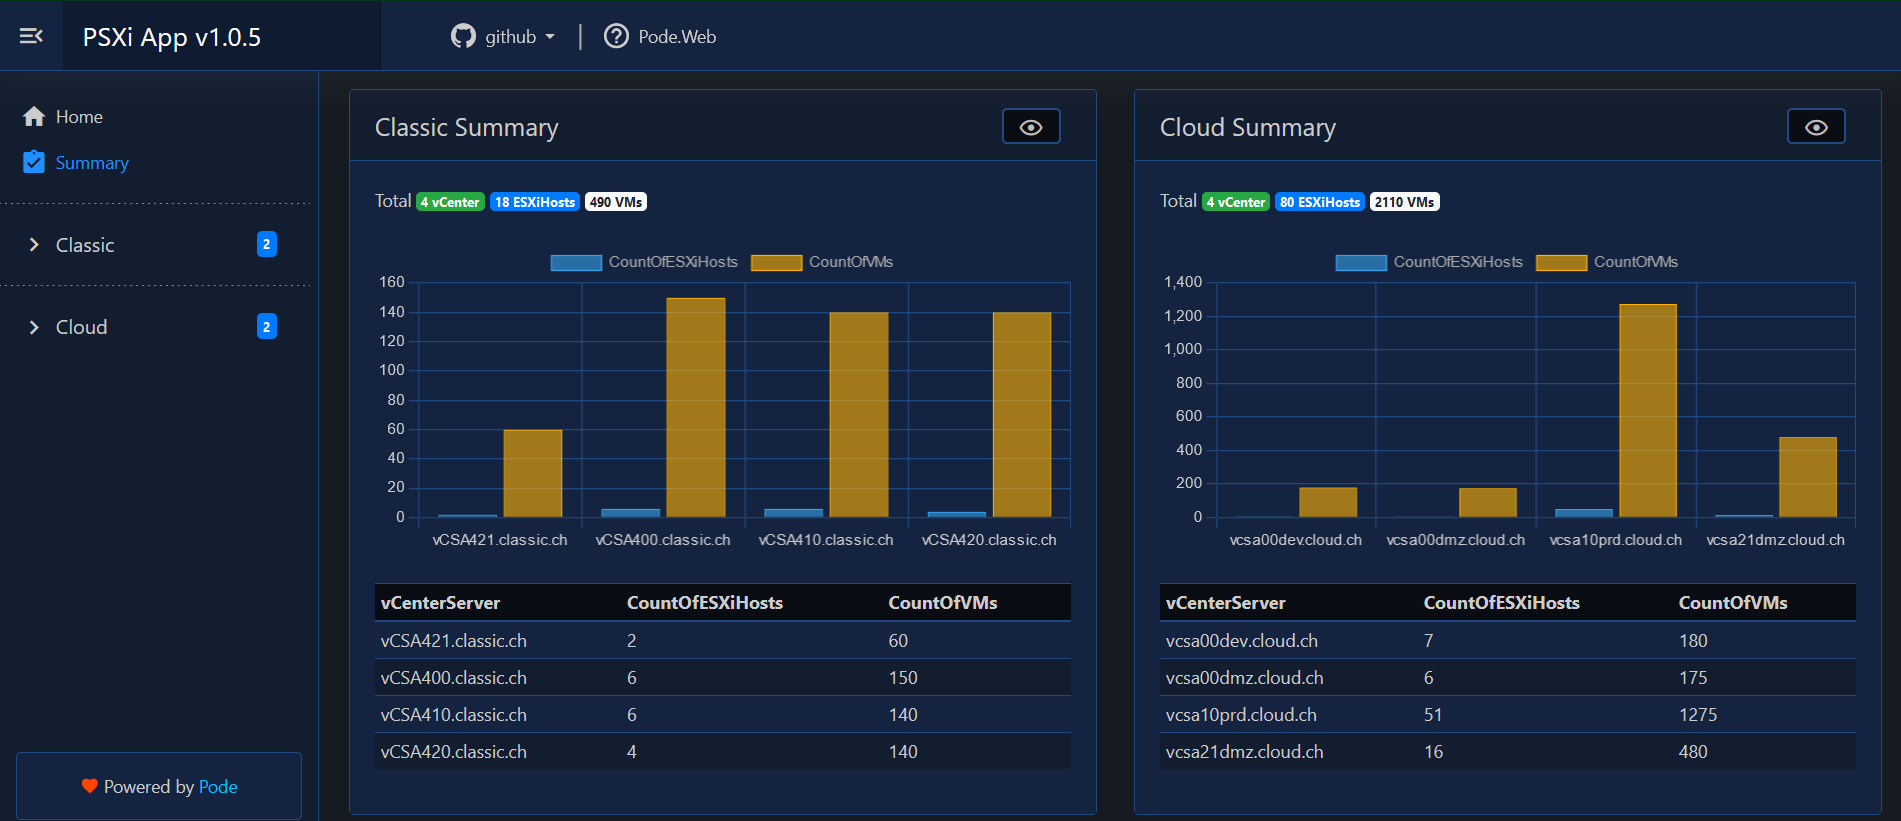 PSXi App v1.0.5
github
Pode.Web
Home
Summary
Classic 2
Cloud 2
Powered by Pode
Classic Summary
Total 4 vCenter 18 ESXiHosts 490 VMs
CountOfESXiHosts CountOfVMs
160
140
120
100
80
60
40
20
0
vCSA421.classic.ch vCSA400.classic.ch vCSA410.classic.ch vCSA420.classic.ch
vCenterServer CountOfESXiHosts CountOfVMs
vCSA421.classic.ch 2 60
vCSA400.classic.ch 6 150
vCSA410.classic.ch 6 140
vCSA420.classic.ch 4 140
Cloud Summary
Total 4 vCenter 80 ESXiHosts 2110 VMs
CountOfESXiHosts CountOfVMs
1,400
1,200
1,000
800
600
400
200
0
vcsa00dev.cloud.ch vcsa00dmz.cloud.ch vcsa10prd.cloud.ch vcsa21dmz.cloud.ch
vCenterServer CountOfESXiHosts CountOfVMs
vcsa00dev.cloud.ch 7 180
vcsa00dmz.cloud.ch 6 175
vcsa10prd.cloud.ch 51 1275
vcsa21dmz.cloud.ch 16 480